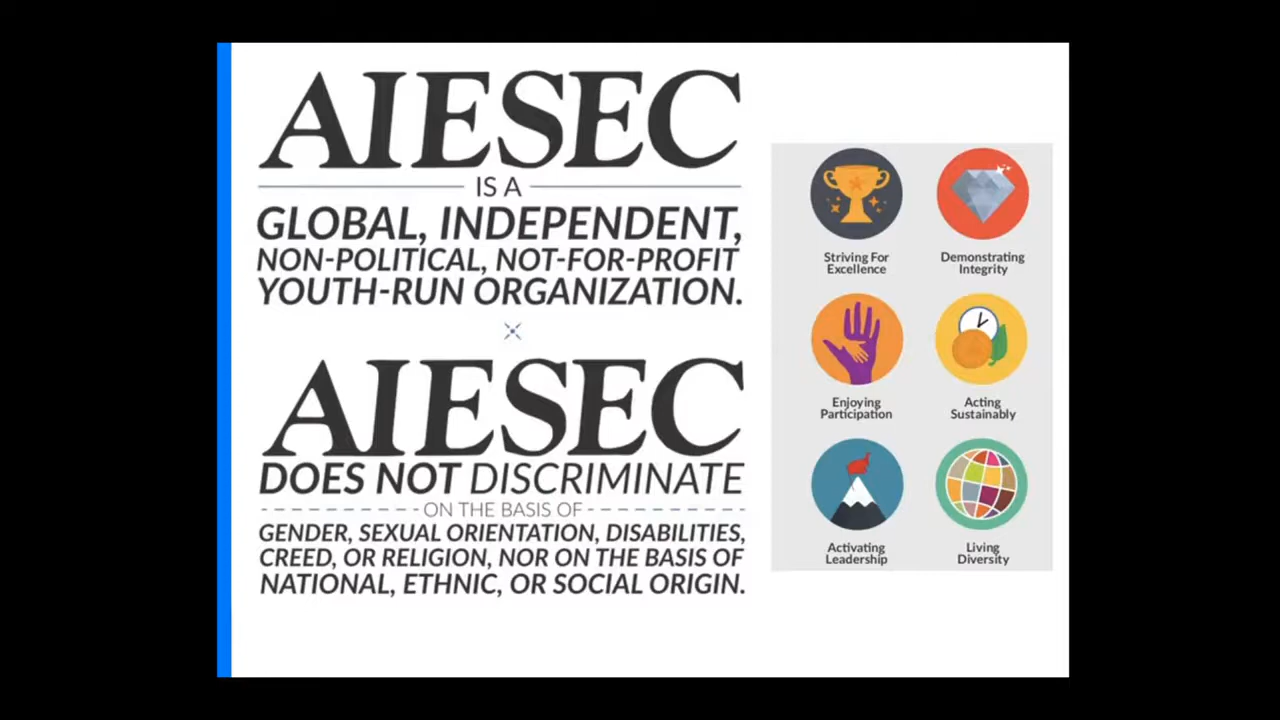 AIESEC
IS A
GLOBAL, INDEPENDENT,
NON-POLITICAL, NOT-FOR-PROFIT
YOUTH-RUN ORGANIZATION.
AIESEC
DOES NOT DISCRIMINATE
ON THE BASIS OF
GENDER, SEXUAL ORIENTATION, DISABILITIES,
CREED, OR RELIGION, NOR ON THE BASIS OF
NATIONAL, ETHNIC, OR SOCIAL ORIGIN.
Striving For
Excellence
Demonstrating
Integrity
Enjoying
Participation
Acting
Sustainably
Activating
Leadership
Living
Diversity